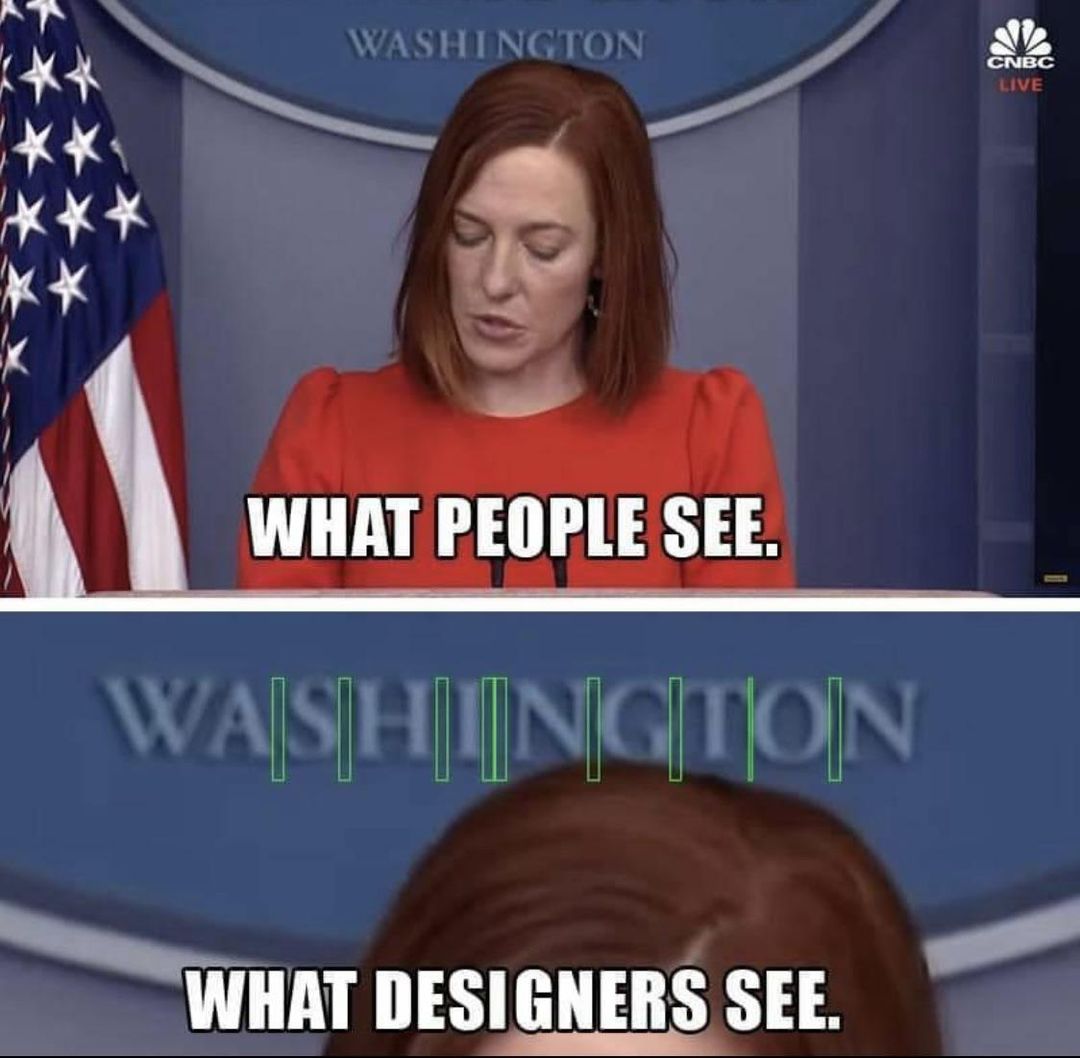 WASHINGTON
CNBC
LIVE
WHAT PEOPLE SEE.
WASHINGTON
WHAT DESIGNERS SEE.